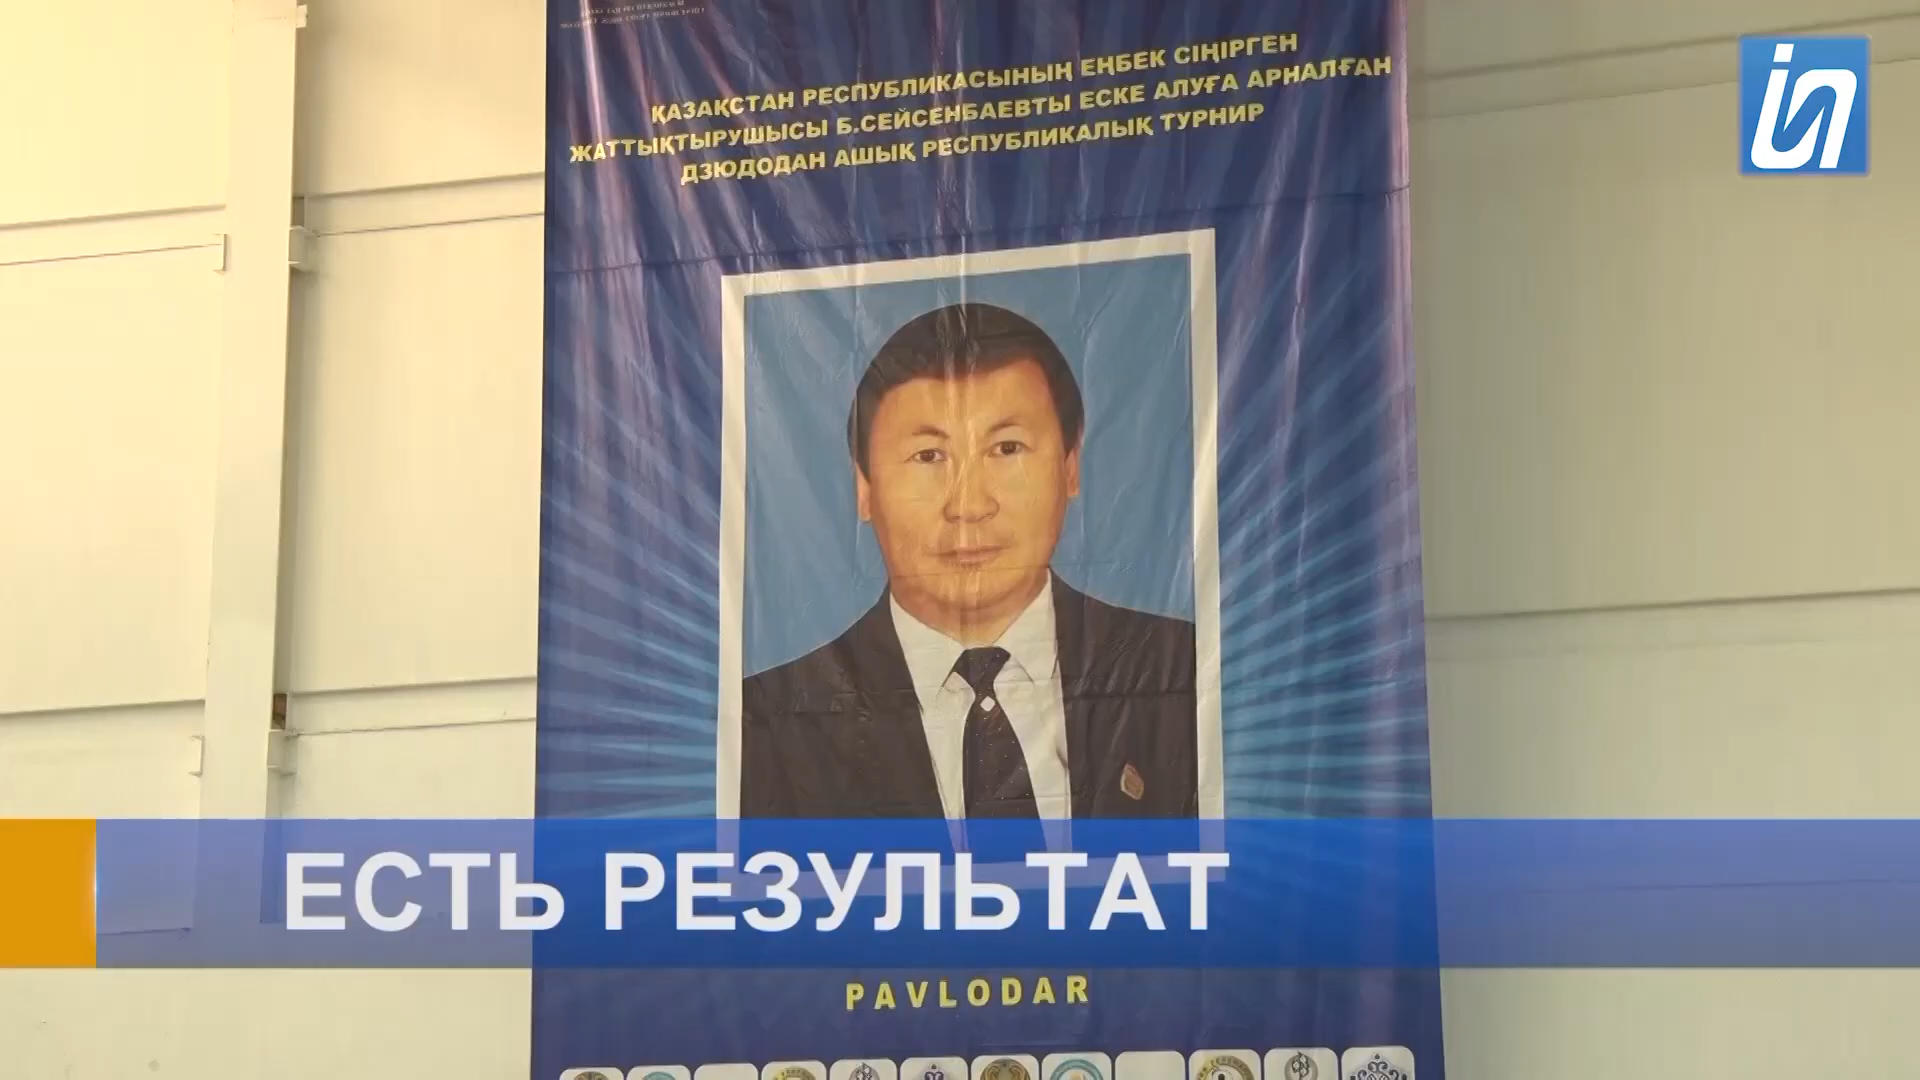 ҚАЗАҚСТАН РЕСПУБЛИКАСЫНЫҢ ЕҢБЕК СІҢІРГЕН
ЖАТТЫҚТЫРУШЫСЫ Б.СЕЙСЕНБАЕВТЫ ЕСКЕ АЛУҒА АРНАЛҒАН
ДЗЮДОДАН АШЫҚ РЕСПУБЛИКАЛЫҚ ТУРНИР
ЕСТЬ РЕЗУЛЬТАТ
PAVLODAR